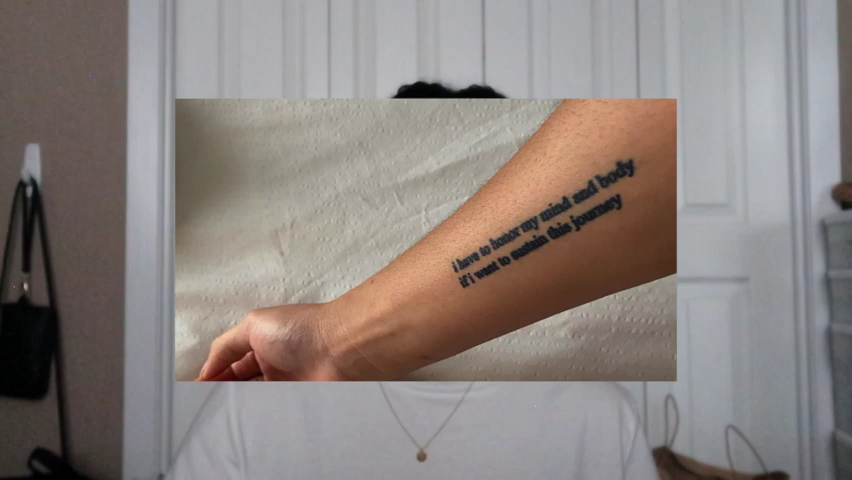 i have to honor my mind and body
if i want to sustain this journey